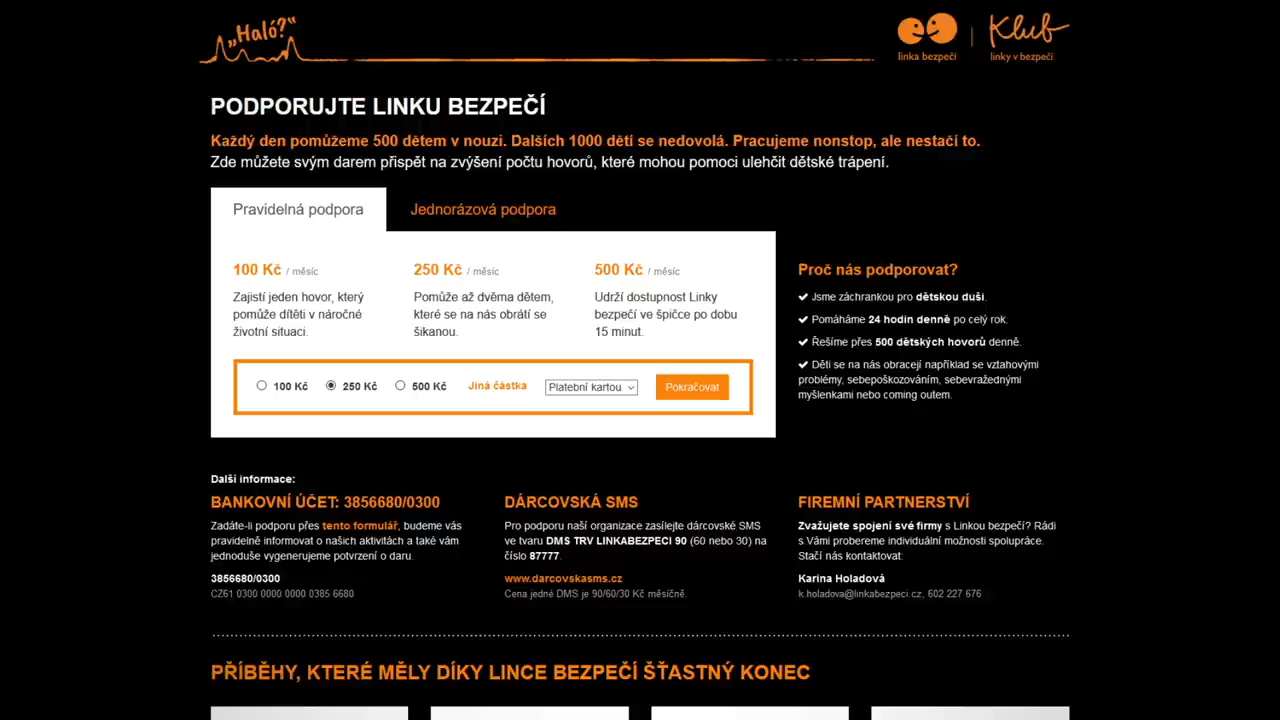 „Haló?“
linka bezpečí
Klub
linky v bezpečí
PODPORUJTE LINKU BEZPEČÍ
Každý den pomůžeme 500 dětem v nouzi. Dalších 1000 dětí se nedovolá. Pracujeme nonstop, ale nestačí to.
Zde můžete svým darem přispět na zvýšení počtu hovorů, které mohou pomoci ulehčit dětské trápení.
Pravidelná podpora
Jednorázová podpora
100 Kč / měsíc
Zajistí jeden hovor, který
pomůže dítěti v náročné
životní situaci.
250 Kč / měsíc
Pomůže až dvěma dětem,
které se na nás obrátí se
šikanou.
500 Kč / měsíc
Udrží dostupnost Linky
bezpečí ve špičce po dobu
15 minut.
100 Kč 250 Kč 500 Kč Jiná částka Platební kartou Pokračovat
Proč nás podporovat?
Jsme záchrankou pro dětskou duši.
Pomáháme 24 hodin denně po celý rok.
Řešíme přes 500 dětských hovorů denně.
Děti se na nás obracejí například se vztahovými
problémy, sebepoškozováním, sebevražednými
myšlenkami nebo coming outem.
Další informace:
BANKOVNÍ ÚČET: 3856680/0300
Zadáte-li podporu přes tento formulář, budeme vás
pravidelně informovat o našich aktivitách a také vám
jednoduše vygenerujeme potvrzení o daru.
3856680/0300
CZ61 0300 0000 0000 0385 6680
DÁRCOVSKÁ SMS
Pro podporu naší organizace zasílejte dárcovské SMS
ve tvaru DMS TRV LINKABEZPECI 90 (60 nebo 30) na
číslo 87777.
www.darcovskasms.cz
Cena jedné DMS je 90/60/30 Kč měsíčně.
FIREMNÍ PARTNERSTVÍ
Zvažujete spojení své firmy s Linkou bezpečí? Rádi
s Vámi probereme individuální možnosti spolupráce.
Stačí nás kontaktovat:
Karina Holadová
k.holadova@linkabezpeci.cz, 602 227 676
PŘÍBĚHY, KTERÉ MĚLY DÍKY LINCE BEZPEČÍ ŠŤASTNÝ KONEC